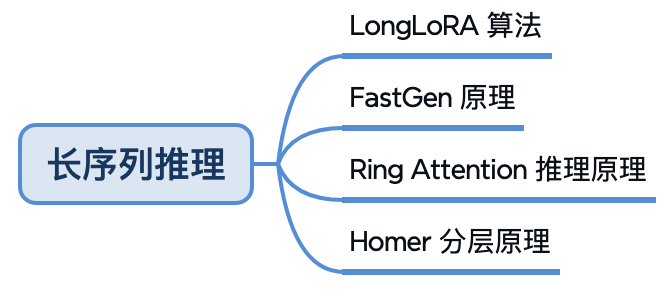 LongLoRA 算法
FastGen 原理
长序列推理
Ring Attention 推理原理
Homer 分层原理